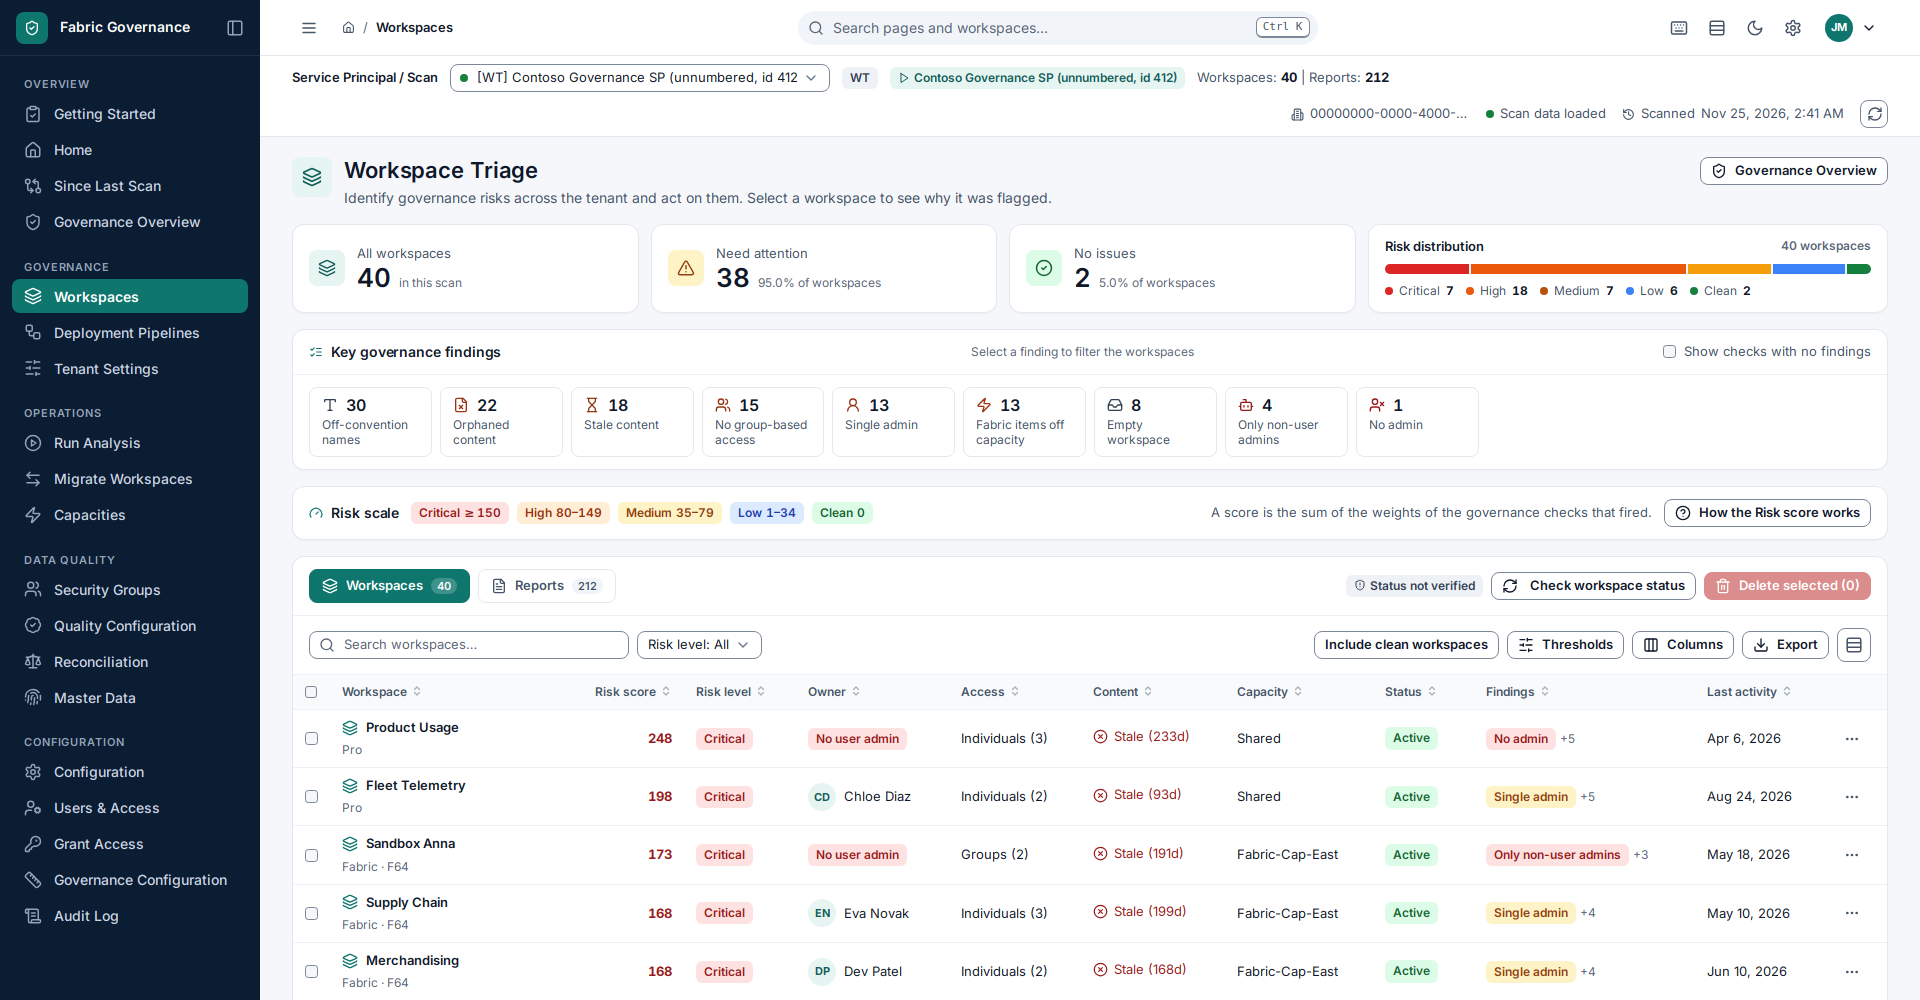 Fabric Governance
OVERVIEW
Getting Started
Home
Since Last Scan
Governance Overview
GOVERNANCE
Workspaces
Deployment Pipelines
Tenant Settings
OPERATIONS
Run Analysis
Migrate Workspaces
Capacities
DATA QUALITY
Security Groups
Quality Configuration
Reconciliation
Master Data
CONFIGURATION
Configuration
Users & Access
Grant Access
Governance Configuration
Audit Log
/ Workspaces
Search pages and workspaces... Ctrl K
JM
Service Principal / Scan [WT] Contoso Governance SP (unnumbered, id 412 WT Contoso Governance SP (unnumbered, id 412) Workspaces: 40 | Reports: 212
00000000-0000-4000-... Scan data loaded Scanned Nov 25, 2026, 2:41 AM
Workspace Triage
Identify governance risks across the tenant and act on them. Select a workspace to see why it was flagged.
Governance Overview
All workspaces
40 in this scan
Need attention
38 95.0% of workspaces
No issues
2 5.0% of workspaces
Risk distribution 40 workspaces
Critical 7 High 18 Medium 7 Low 6 Clean 2
Key governance findings Select a finding to filter the workspaces Show checks with no findings
30
Off-convention names
22
Orphaned content
18
Stale content
15
No group-based access
13
Single admin
13
Fabric items off capacity
8
Empty workspace
4
Only non-user admins
1
No admin
Risk scale Critical ≥ 150 High 80–149 Medium 35–79 Low 1–34 Clean 0 A score is the sum of the weights of the governance checks that fired. How the Risk score works
Workspaces 40 Reports 212 Status not verified Check workspace status Delete selected (0)
Search workspaces... Risk level: All Include clean workspaces Thresholds Columns Export
Workspace Risk score Risk level Owner Access Content Capacity Status Findings Last activity
Product Usage 248 Critical No user admin Individuals (3) Stale (233d) Shared Active No admin +5 Apr 6, 2026 ...
Pro
Fleet Telemetry 198 Critical CD Chloe Diaz Individuals (2) Stale (93d) Shared Active Single admin +5 Aug 24, 2026 ...
Pro
Sandbox Anna 173 Critical No user admin Groups (2) Stale (191d) Fabric-Cap-East Active Only non-user admins +3 May 18, 2026 ...
Fabric · F64
Supply Chain 168 Critical EN Eva Novak Individuals (3) Stale (199d) Fabric-Cap-East Active Single admin +4 May 10, 2026 ...
Fabric · F64
Merchandising 168 Critical DP Dev Patel Individuals (2) Stale (168d) Fabric-Cap-East Active Single admin +4 Jun 10, 2026 ...
Fabric · F64